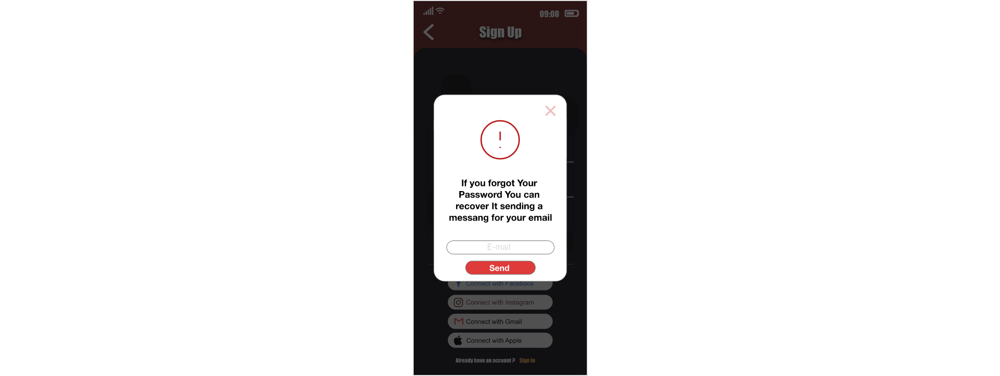 09:00
Sign Up
If you forgot Your
Password You can
recover It sending a
messang for your email
E-mail
Send
Connect with Facebook
Connect with Instagram
Connect with Gmail
Connect with Apple
Already have an account ? Sign In